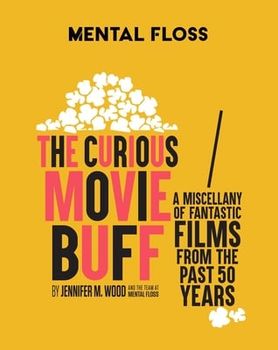 MENTAL FLOSS
THE CURIOUS
MOVIE
BUFF
BY JENNIFER M. WOOD AND THE TEAM AT
MENTAL FLOSS
A MISCELLANY
OF FANTASTIC
FILMS
FROM THE
PAST 50
YEARS